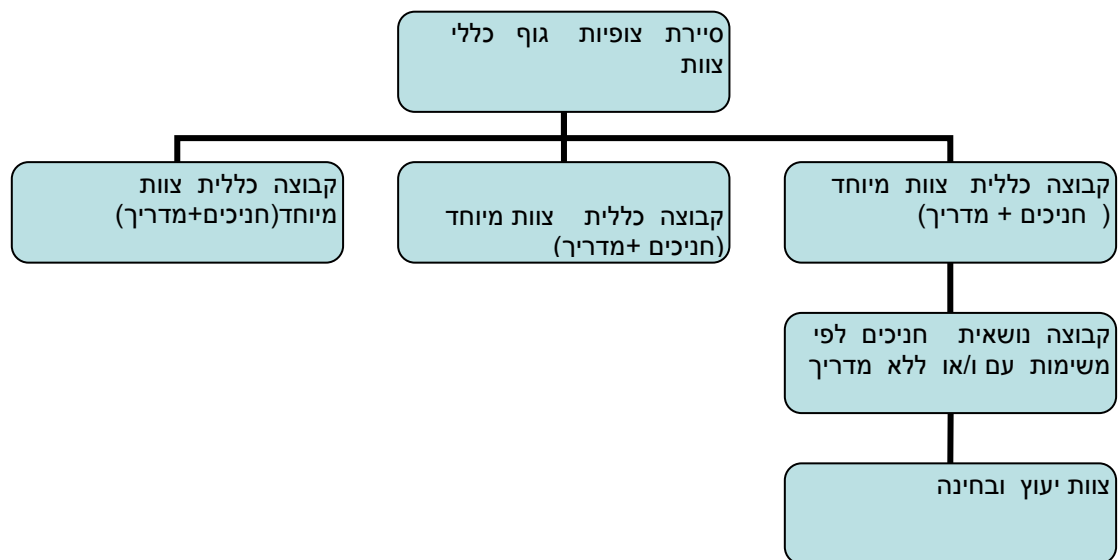 סיירת צופיות גוף כללי
צוות
קבוצה כללית צוות מיוחד
( חניכים + מדריך)
קבוצה כללית צוות מיוחד
(חניכים +מדריך)
קבוצה כללית צוות
מיוחד(חניכים+מדריך)
קבוצה נושאית חניכים לפי
משימות עם ו/או ללא מדריך
צוות יעוץ ובחינה